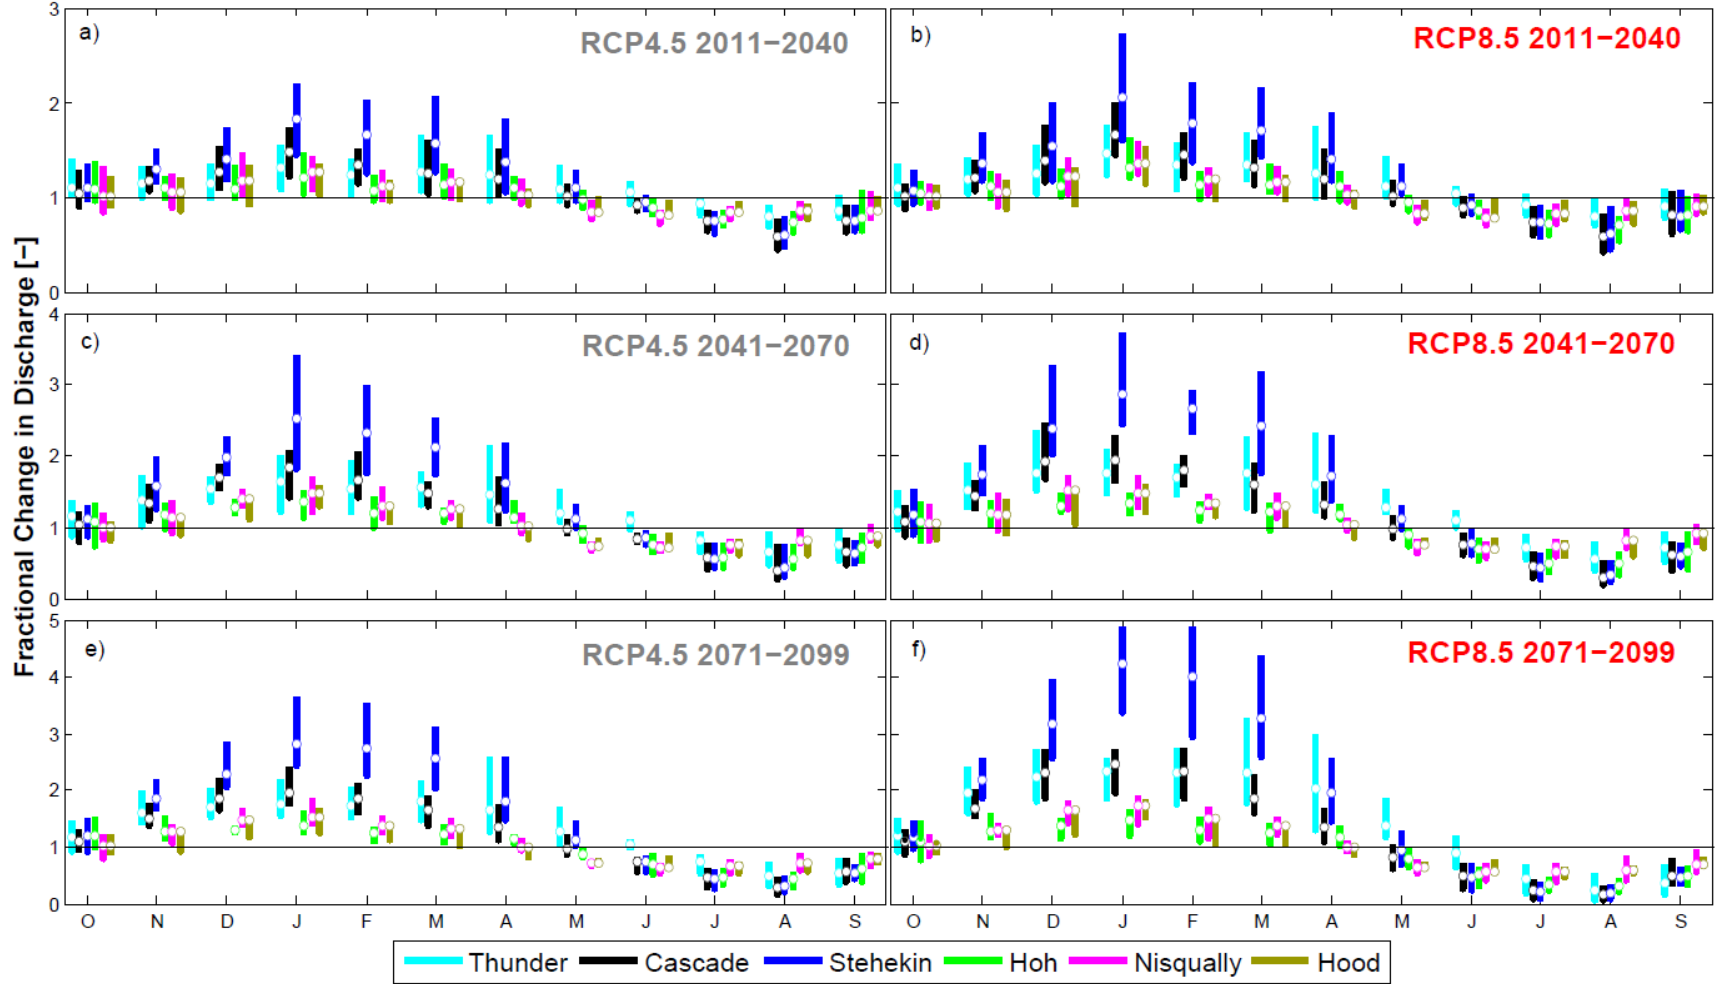 Fractional Change in Discharge [−]
3
2
1
0
a)
RCP4.5 2011−2040
b)
RCP8.5 2011−2040
4
3
2
1
0
c)
RCP4.5 2041−2070
d)
RCP8.5 2041−2070
5
4
3
2
1
0
e)
RCP4.5 2071−2099
f)
RCP8.5 2071−2099
O N D J F M A M J J A S
O N D J F M A M J J A S
Thunder Cascade Stehekin Hoh Nisqually Hood